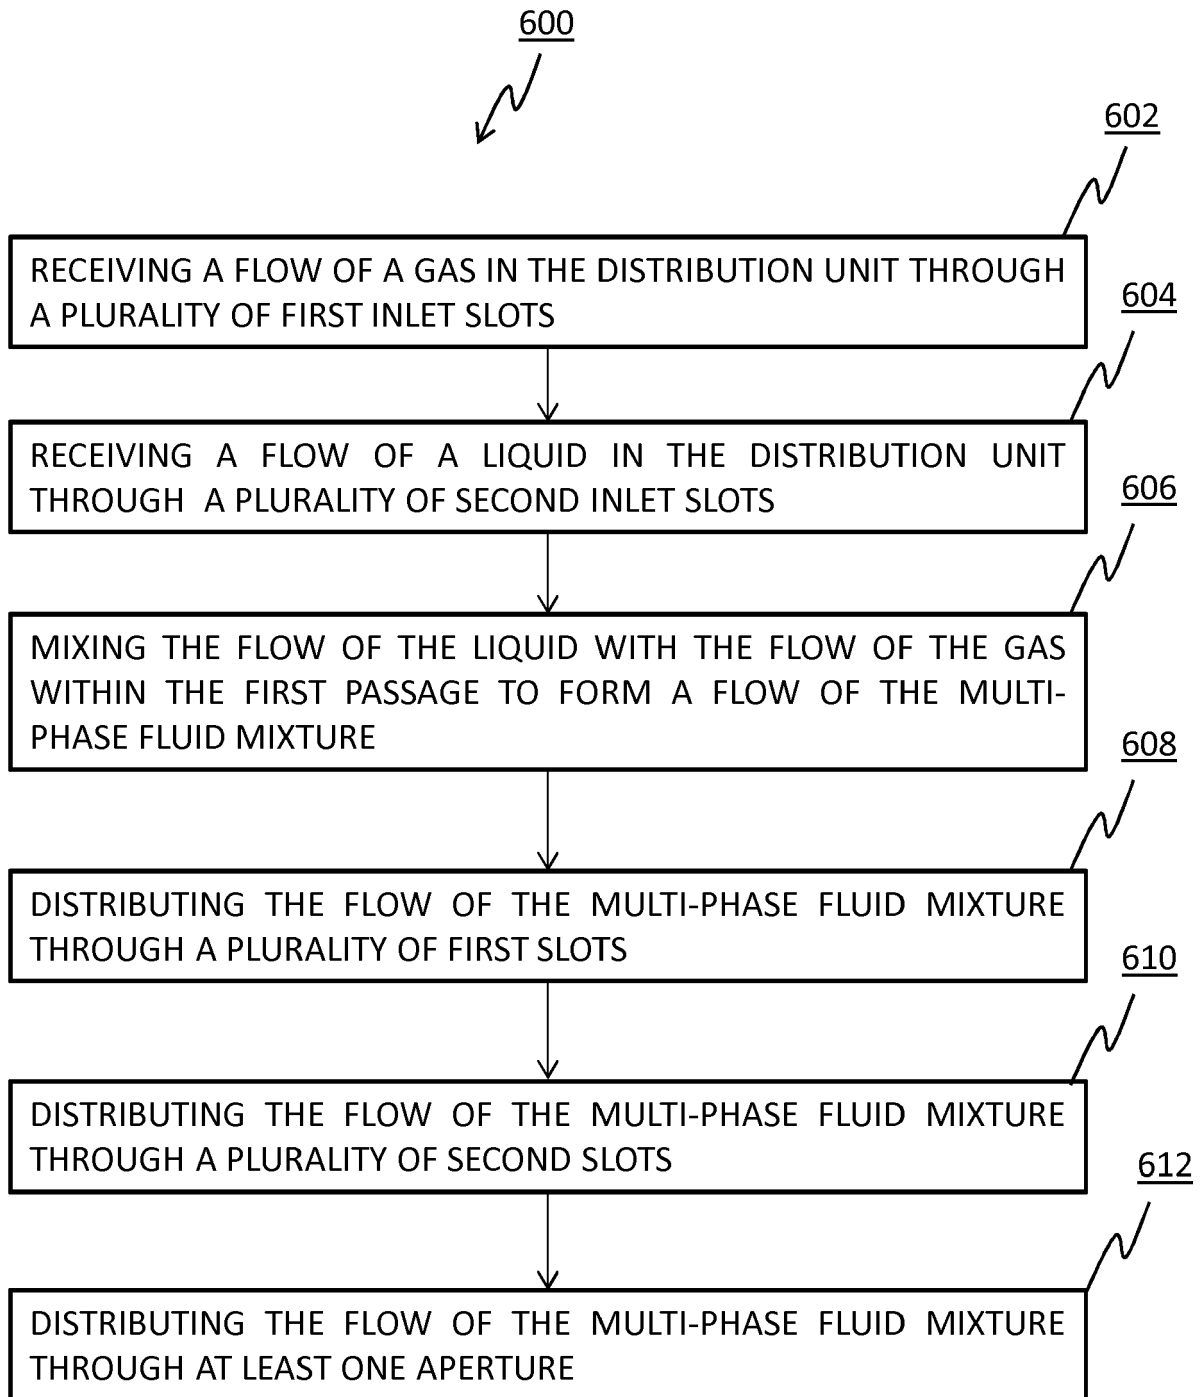 600
602
RECEIVING A FLOW OF A GAS IN THE DISTRIBUTION UNIT THROUGH
A PLURALITY OF FIRST INLET SLOTS
604
RECEIVING A FLOW OF A LIQUID IN THE DISTRIBUTION UNIT
THROUGH A PLURALITY OF SECOND INLET SLOTS
606
MIXING THE FLOW OF THE LIQUID WITH THE FLOW OF THE GAS
WITHIN THE FIRST PASSAGE TO FORM A FLOW OF THE MULTI-
PHASE FLUID MIXTURE
608
DISTRIBUTING THE FLOW OF THE MULTI-PHASE FLUID MIXTURE
THROUGH A PLURALITY OF FIRST SLOTS
610
DISTRIBUTING THE FLOW OF THE MULTI-PHASE FLUID MIXTURE
THROUGH A PLURALITY OF SECOND SLOTS
612
DISTRIBUTING THE FLOW OF THE MULTI-PHASE FLUID MIXTURE
THROUGH AT LEAST ONE APERTURE